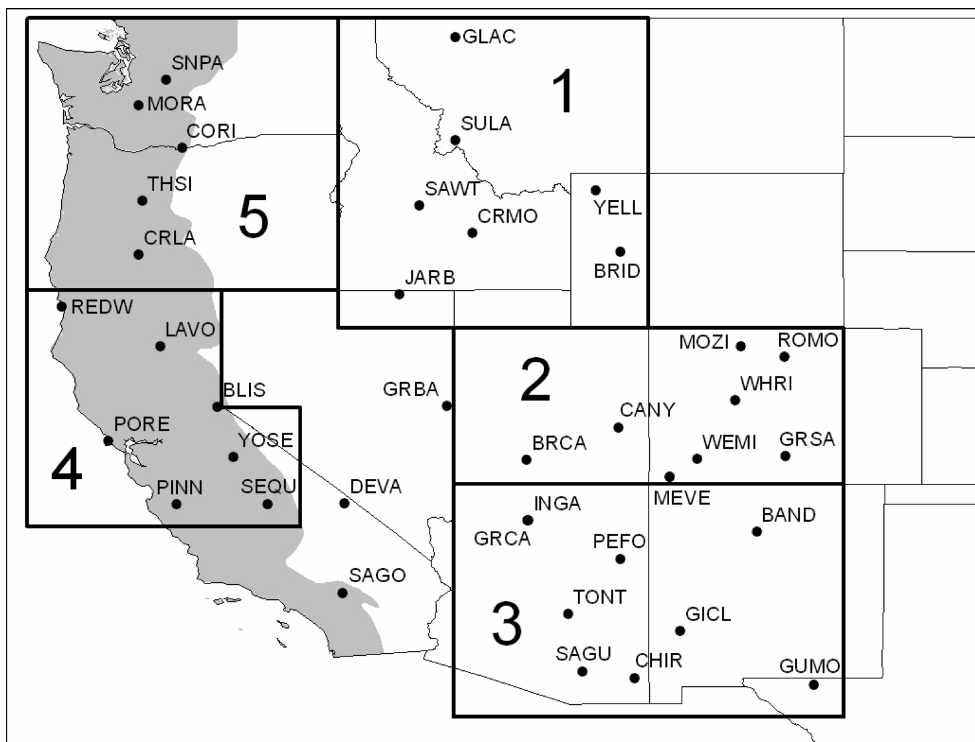 GLAC
SNPA
1
MORA
SULA
CORI
THSI
SAWT
YELL
5
CRMO
CRLA
BRID
JARB
REDW
LAVO
MOZI
ROMO
2
GRBA
BLIS
WHRI
CANY
PORE
YOSE
BRCA
WEMI
GRSA
4
PINN
SEQU
DEVA
MEVE
INGA
BAND
GRCA
PEFO
SAGO
TONT
3
GICL
SAGU
CHIR
GUMO